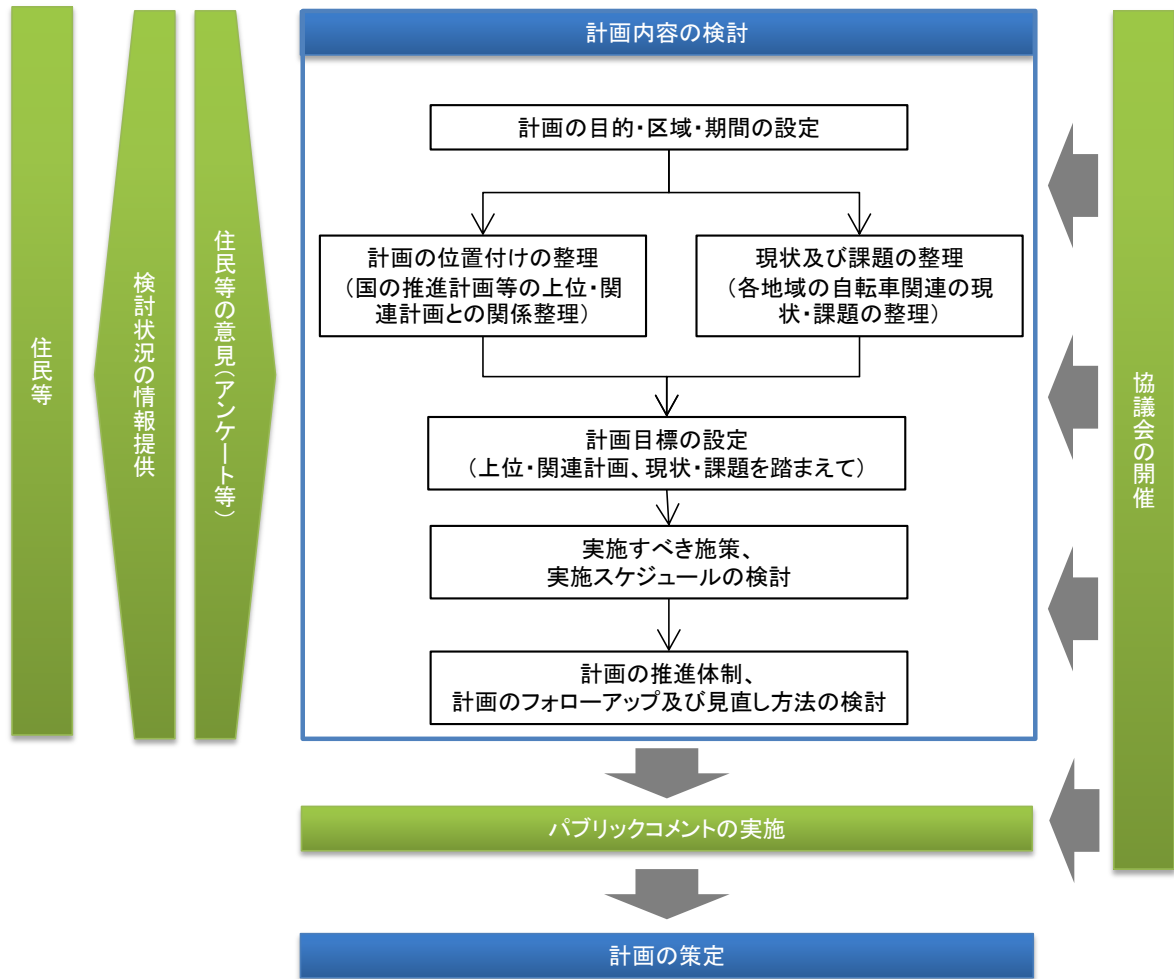 計画内容の検討
計画の目的・区域・期間の設定
計画の位置付けの整理
（国の推進計画等の上位・関
連計画との関係整理）
現状及び課題の整理
（各地域の自転車関連の現
状・課題の整理）
計画目標の設定
（上位・関連計画、現状・課題を踏まえて）
実施すべき施策、
実施スケジュールの検討
計画の推進体制、
計画のフォローアップ及び見直し方法の検討
パブリックコメントの実施
計画の策定
住民等
検討状況の情報提供
住民等の意見（アンケート等）
協議会の開催